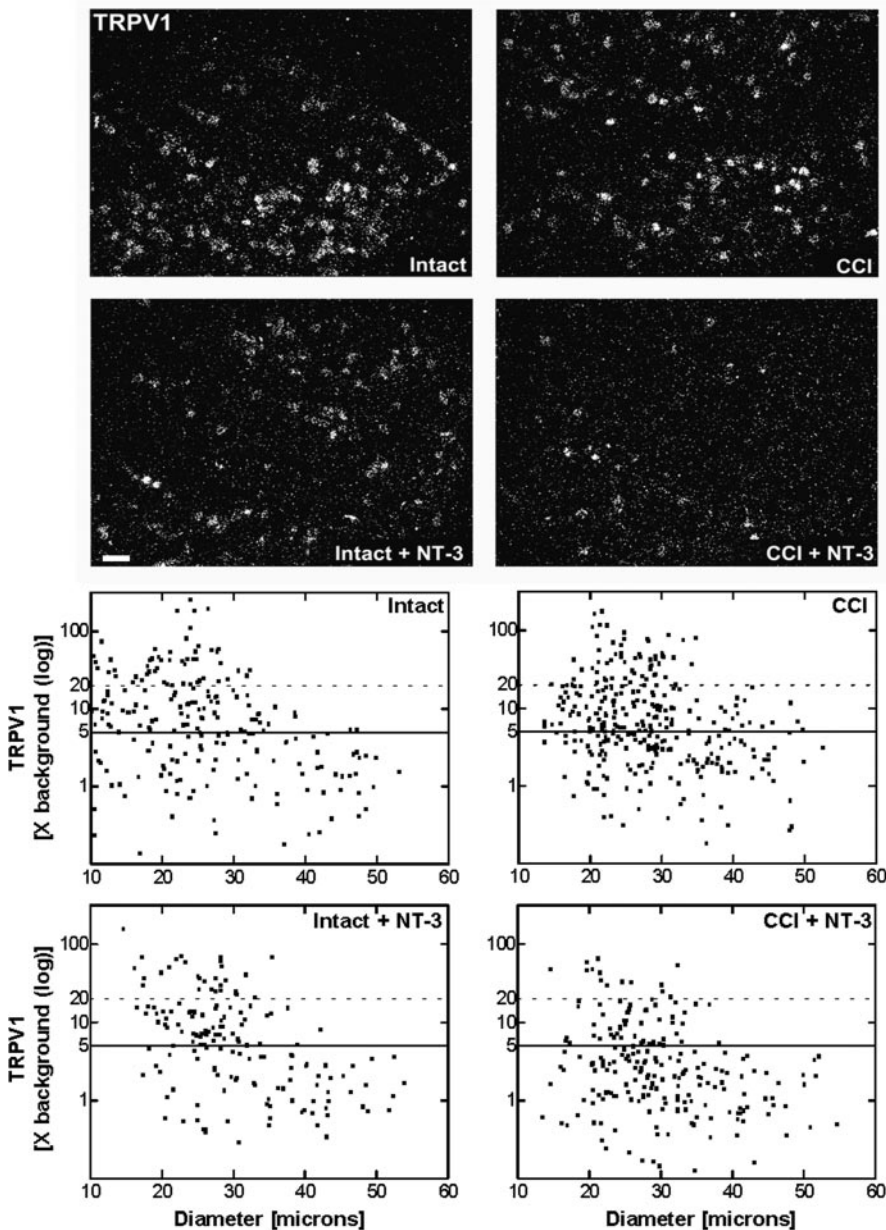 TRPV1
Intact
CCI
Intact + NT-3
CCI + NT-3
Intact
100
20
10
5
1
TRPV1
[X background (log)]
10 20 30 40 50 60
CCI
100
20
10
5
1
10 20 30 40 50 60
Intact + NT-3
100
20
10
5
1
TRPV1
[X background (log)]
10 20 30 40 50 60
Diameter [microns]
CCI + NT-3
100
20
10
5
1
10 20 30 40 50 60
Diameter [microns]